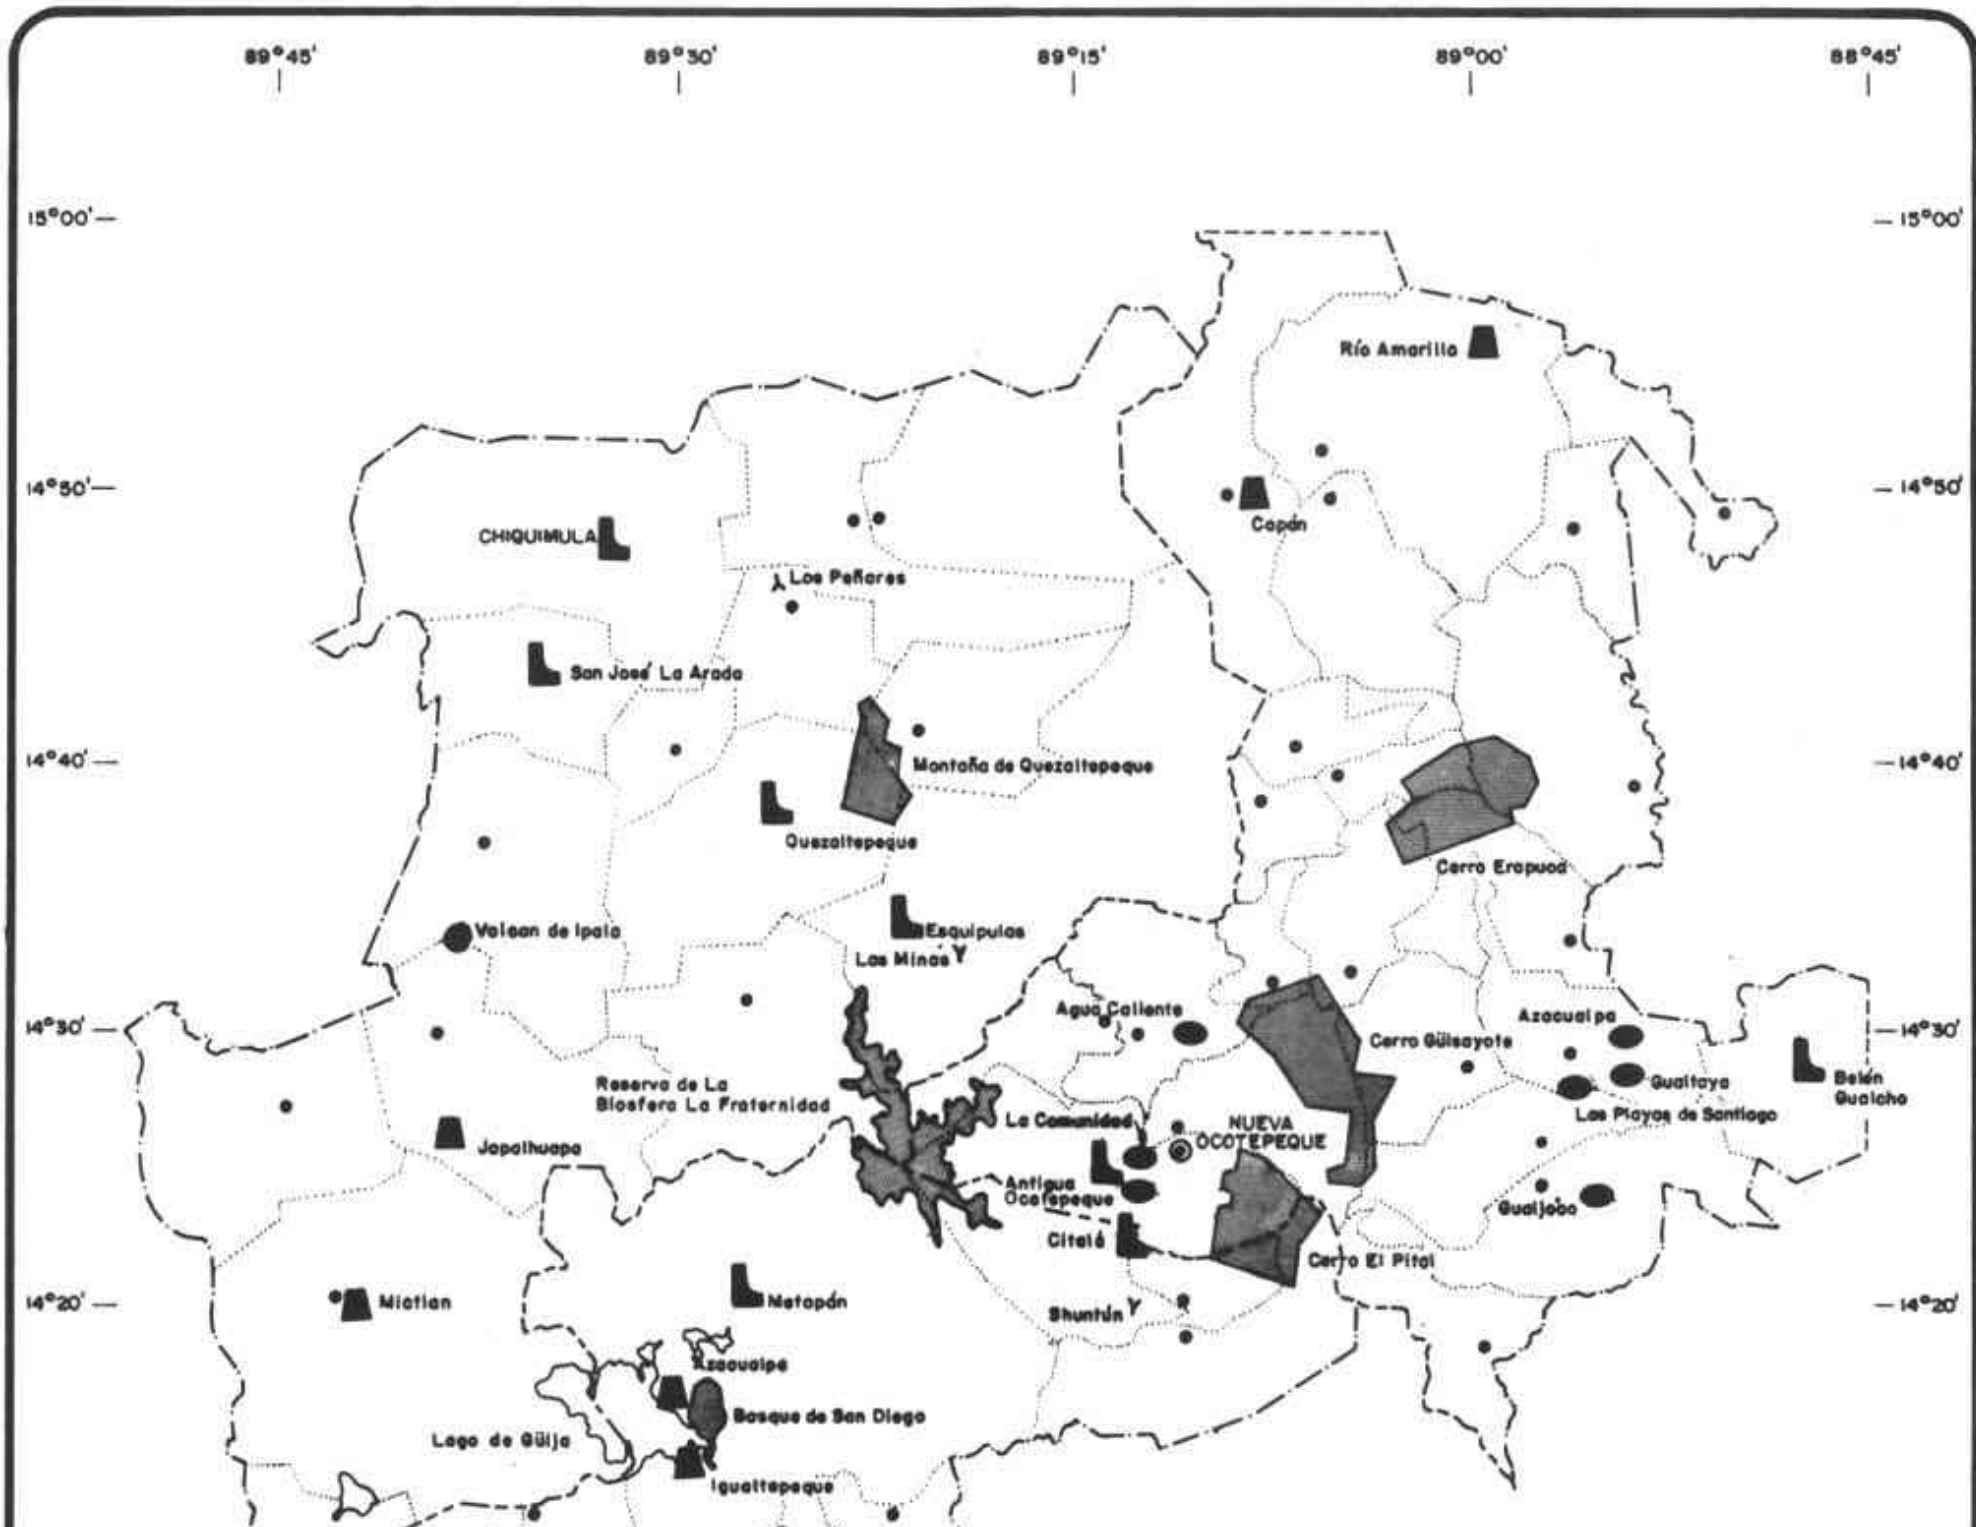 89°45'
89°30'
89°15'
89°00'
88°45'
15°00'
15°00'
Río Amarillo
14°50'
14°50'
Copán
CHIQUIMULA
Los Peñares
San José La Arada
14°40'
14°40'
Montaña de Quezaltepeque
Quezaltepeque
Cerro Erapuca
Volcan de Ipala
Esquipulas
Las Minas
Agua Caliente
Azacualpa
14°30'
14°30'
Cerro Güisayote
Reserva de La
Biosfera La Fraternidad
Gualtaya
Belén
Gualcho
Las Playas de Santiago
La Comunidad
NUEVA
OCOTEPEQUE
Jopalhuapa
Antigua
Ocotepeque
Gualjobo
Citalá
Cerro El Pital
14°20'
14°20'
Mictlan
Metapán
Shuntún
Azacualpa
Bosque de San Diego
Lago de Güija
Igualtepeque